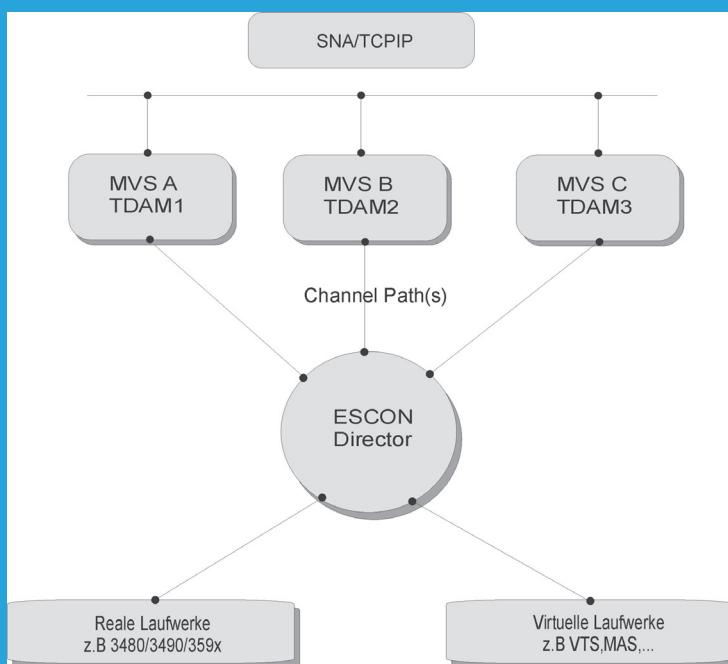 SNA/TCPIP
MVS A
TDAM1
MVS B
TDAM2
MVS C
TDAM3
Channel Path(s)
ESCON
Director
Reale Laufwerke
z.B 3480/3490/359x
Virtuelle Laufwerke
z.B VTS,MAS,...